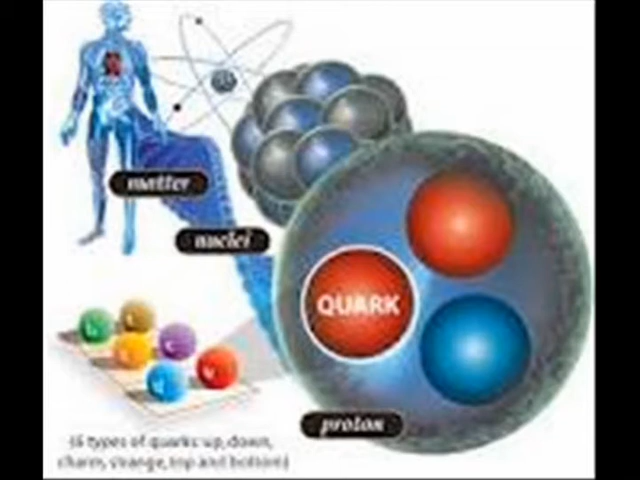 matter
nuclei
QUARK
proton
(6 types of quarks up, down,
charm, strange, top and bottom)